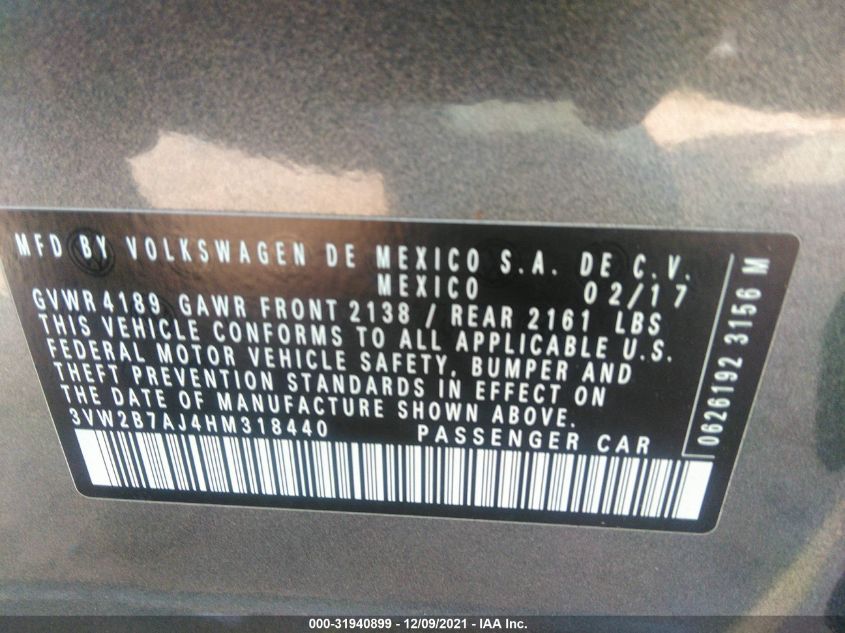 MFD BY VOLKSWAGEN DE MEXICO S.A. DE C.V.
MEXICO 02/17
GVWR 4189 GAWR FRONT 2138 / REAR 2161 LBS
THIS VEHICLE CONFORMS TO ALL APPLICABLE U.S.
FEDERAL MOTOR VEHICLE SAFETY, BUMPER AND
THEFT PREVENTION STANDARDS IN EFFECT ON
THE DATE OF MANUFACTURE SHOWN ABOVE.
3VW2B7AJ4HM318440 PASSENGER CAR
0626192 3156 M
000-31940899 - 12/09/2021 - IAA Inc.